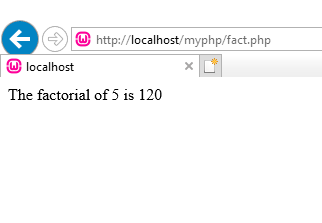 http://localhost/myphp/fact.php
localhost
The factorial of 5 is 120